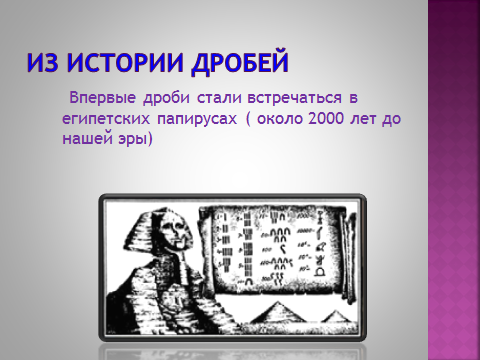 ИЗ ИСТОРИИ ДРОБЕЙ
Впервые дроби стали встречаться в
египетских папирусах ( около 2000 лет до
нашей эры)